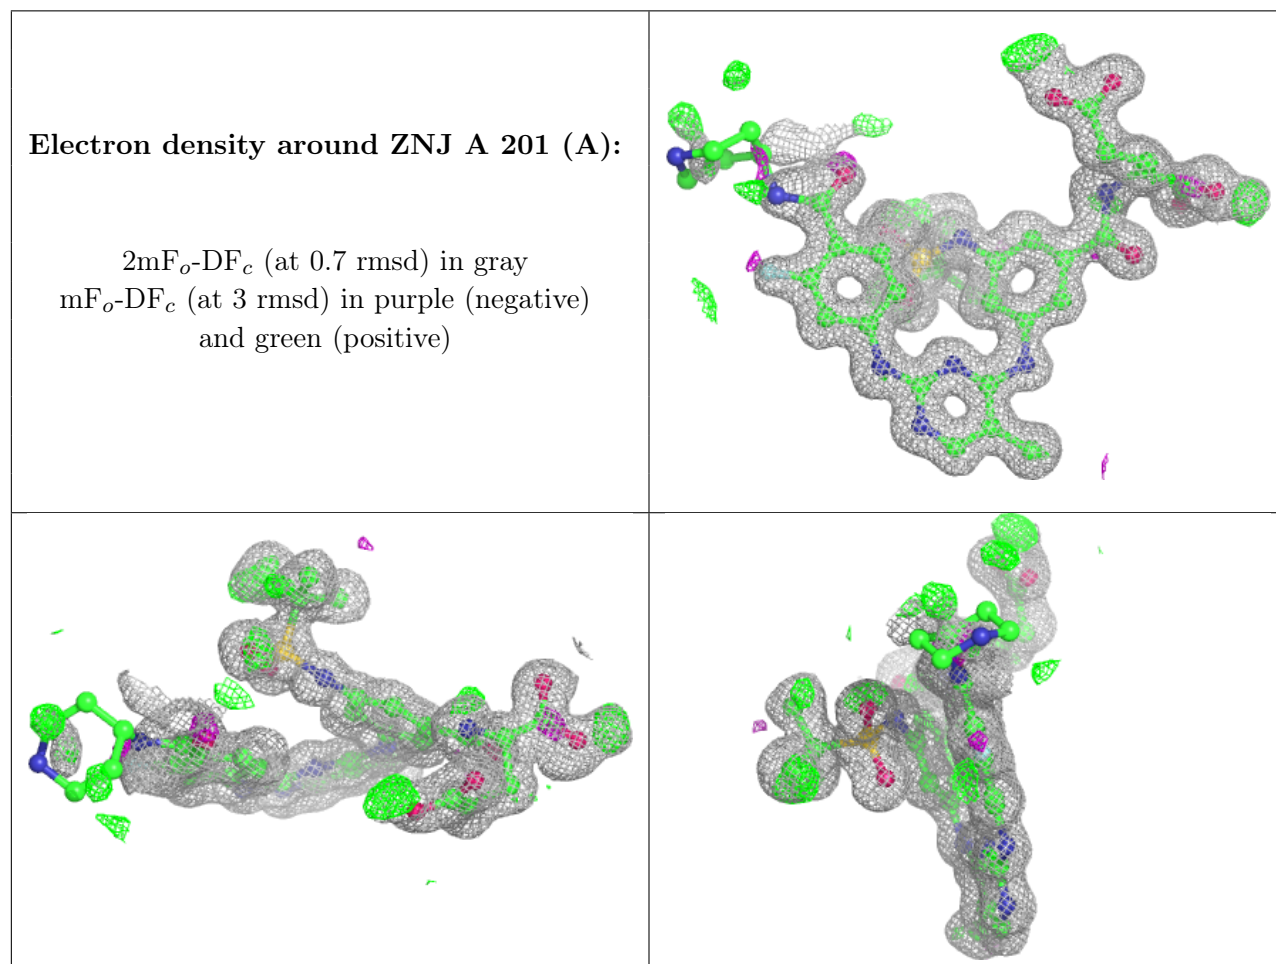 Electron density around ZNJ A 201 (A):
2mFₒ-DF𝒸 (at 0.7 rmsd) in gray
mFₒ-DF𝒸 (at 3 rmsd) in purple (negative)
and green (positive)